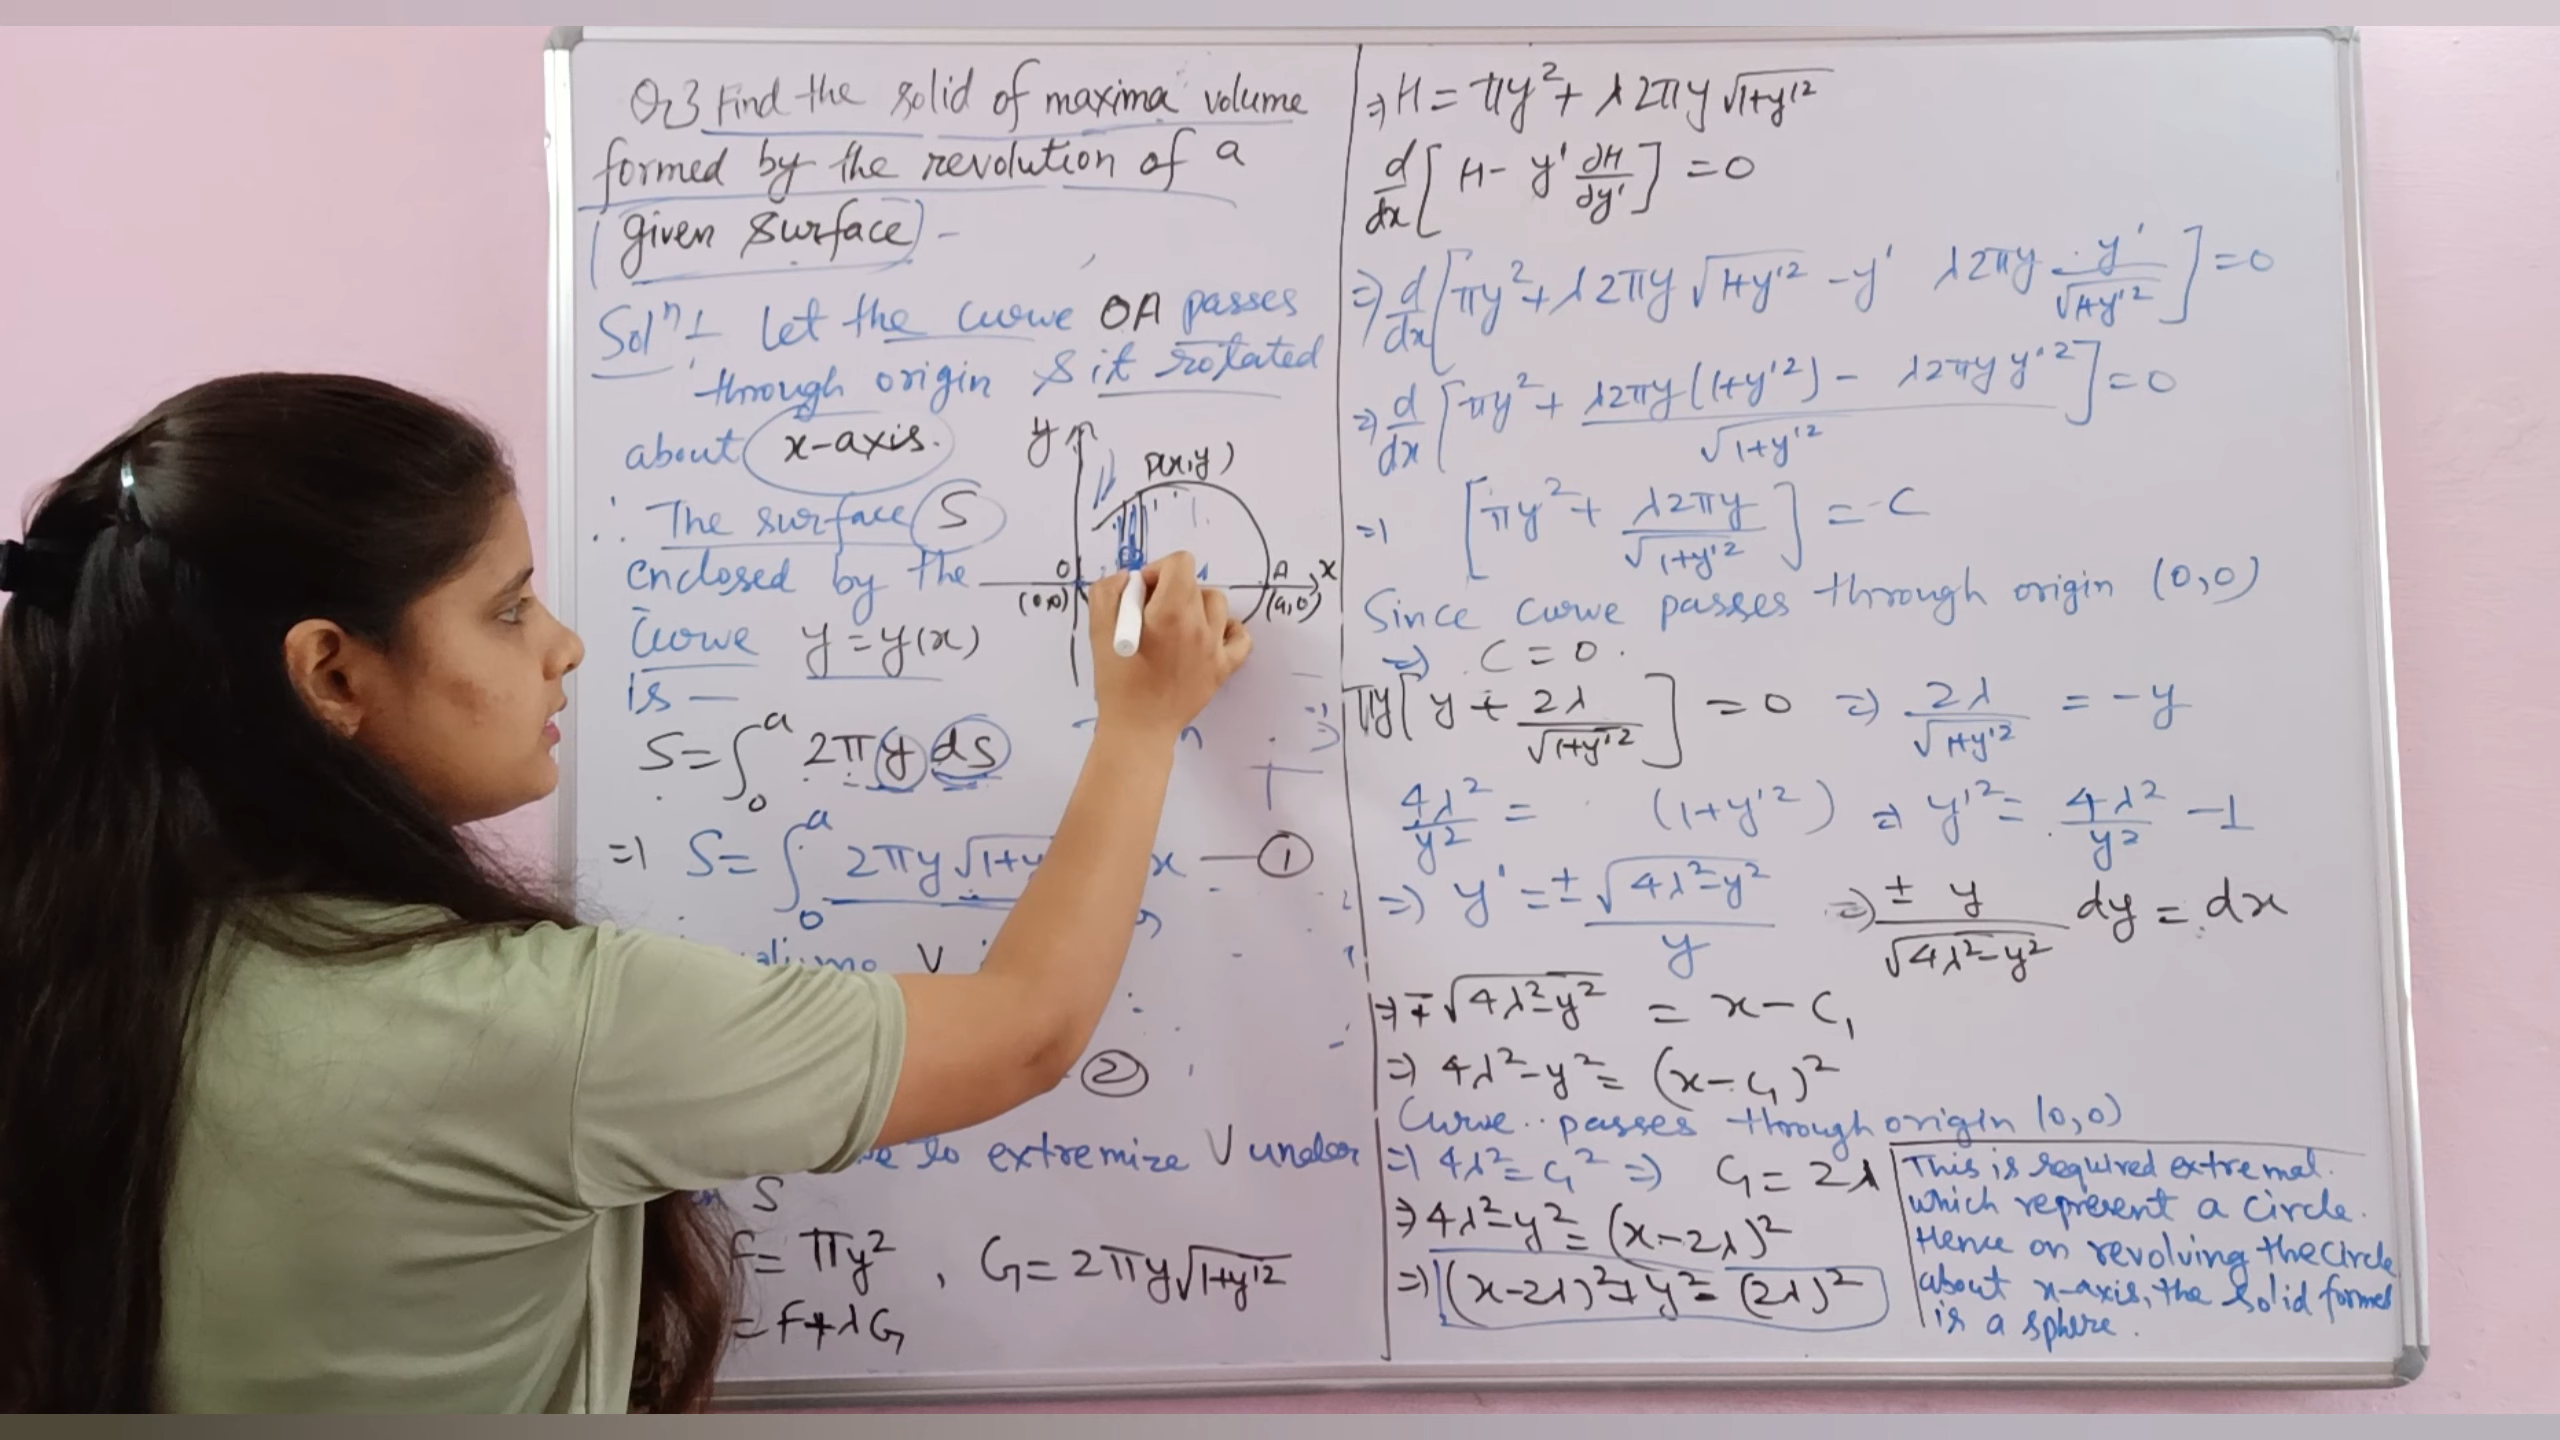 Q3 Find the solid of maxima volume
formed by the revolution of a
given surface -
Solⁿ:- Let the curve OA passes
through origin & it rotated
about x-axis.
∴ The surface S
enclosed by the
Curve y = y(x)
is —
y
P(x,y)
O
(0,0)
A
(a,0)
x
S = ∫₀ᵃ 2πy ds
⇒ S = ∫₀ᵃ 2πy √1+y x — ①
V
②
to extremize V under
S
F = πy² , G = 2πy√1+y'²
= F+λG
⇒ H = πy² + λ2πy √1+y'²
d/dx [H - y' ∂H/∂y'] = 0
⇒ d/dx [πy² + λ2πy √1+y'² - y' λ2πy y'/√1+y'²] = 0
⇒ d/dx [πy² + (λ2πy(1+y'²) - λ2πy y'²)/√1+y'²] = 0
⇒ [πy² + λ2πy/√1+y'²] = C
Since curve passes through origin (0,0)
⇒ C = 0.
πy[y + 2λ/√1+y'²] = 0 ⇒ 2λ/√1+y'² = -y
4λ²/y² = (1+y'²) ⇒ y'² = 4λ²/y² - 1
⇒ y' = ± √4λ²-y²/y ⇒ ± y/√4λ²-y² dy = dx
⇒ ∓√4λ²-y² = x - C₁
⇒ 4λ²-y² = (x-C₁)²
Curve passes through origin (0,0)
⇒ 4λ² = C₁² ⇒ C₁ = 2λ
⇒ 4λ²-y² = (x-2λ)²
⇒ (x-2λ)²+y² = (2λ)²
This is required extremal.
which represent a circle.
Hence on revolving the circle
about x-axis, the solid formed
is a sphere.